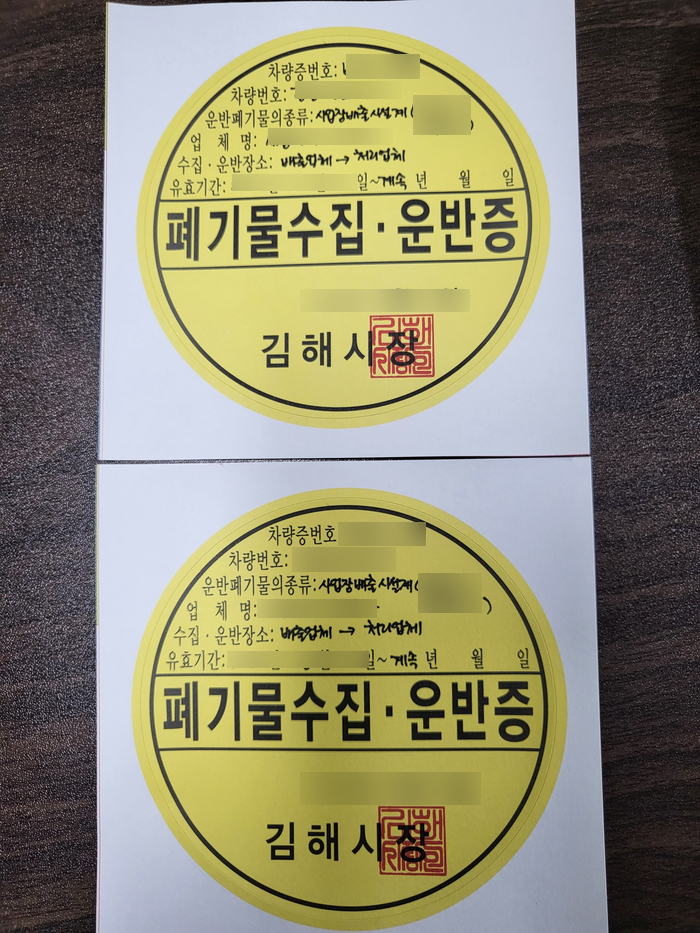 차량증번호:
차량번호:
운반폐기물의종류: 사업장배출시설계 (
업 체 명:
수집·운반장소: 배출업체 → 처리업체
유효기간: 일~계속 년 월 일
폐기물수집·운반증
김해시장
차량증번호
차량번호:
운반폐기물의종류: 사업장배출시설계 ( )
업 체 명:
수집·운반장소: 배출업체 → 처리업체
유효기간: 일~계속 년 월 일
폐기물수집·운반증
김해시장